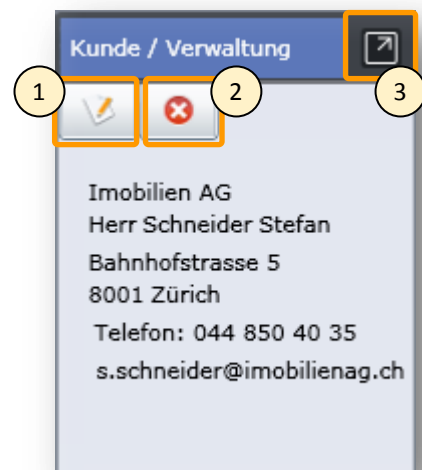 Kunde / Verwaltung
1
2
3
Imobilien AG
Herr Schneider Stefan
Bahnhofstrasse 5
8001 Zürich
Telefon: 044 850 40 35
s.schneider@imobilienag.ch